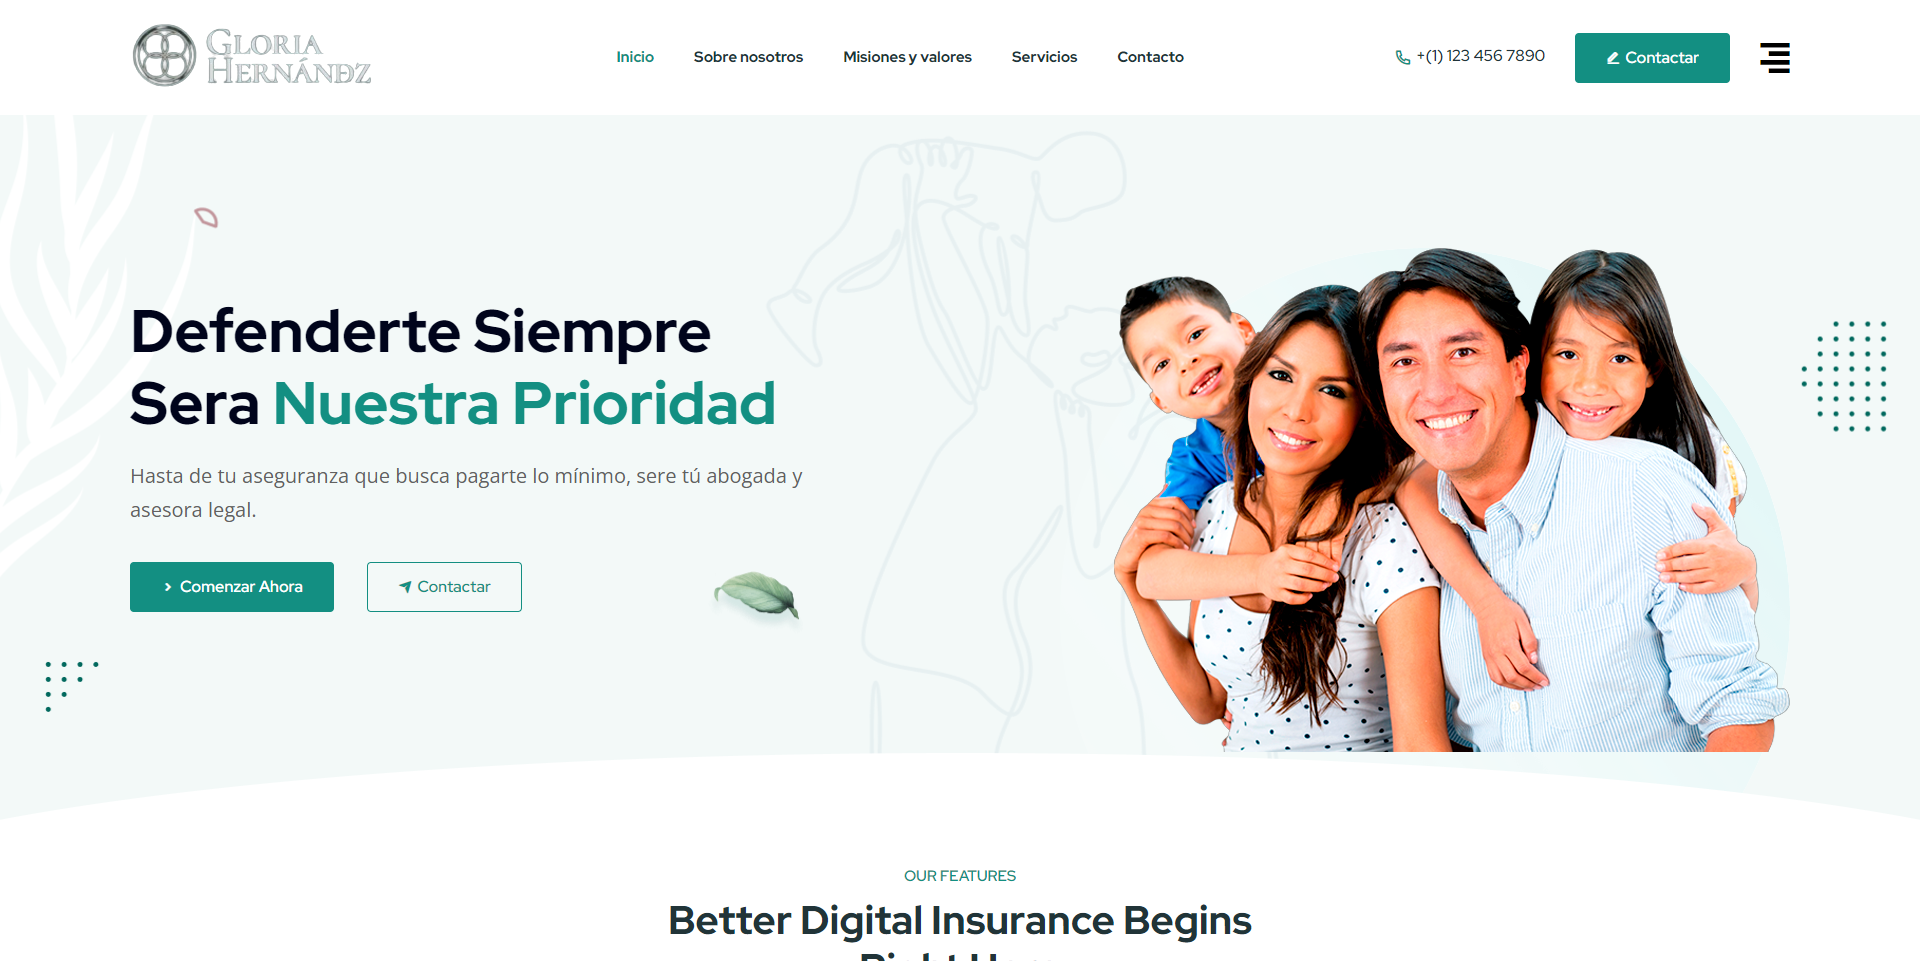 GLORIA
HERNÁNDZ
Inicio
Sobre nosotros
Misiones y valores
Servicios
Contacto
+(1) 123 456 7890
Contactar
Defenderte Siempre
Sera Nuestra Prioridad
Hasta de tu aseguranza que busca pagarte lo mínimo, sere tú abogada y
asesora legal.
Comenzar Ahora
Contactar
OUR FEATURES
Better Digital Insurance Begins
Right Here